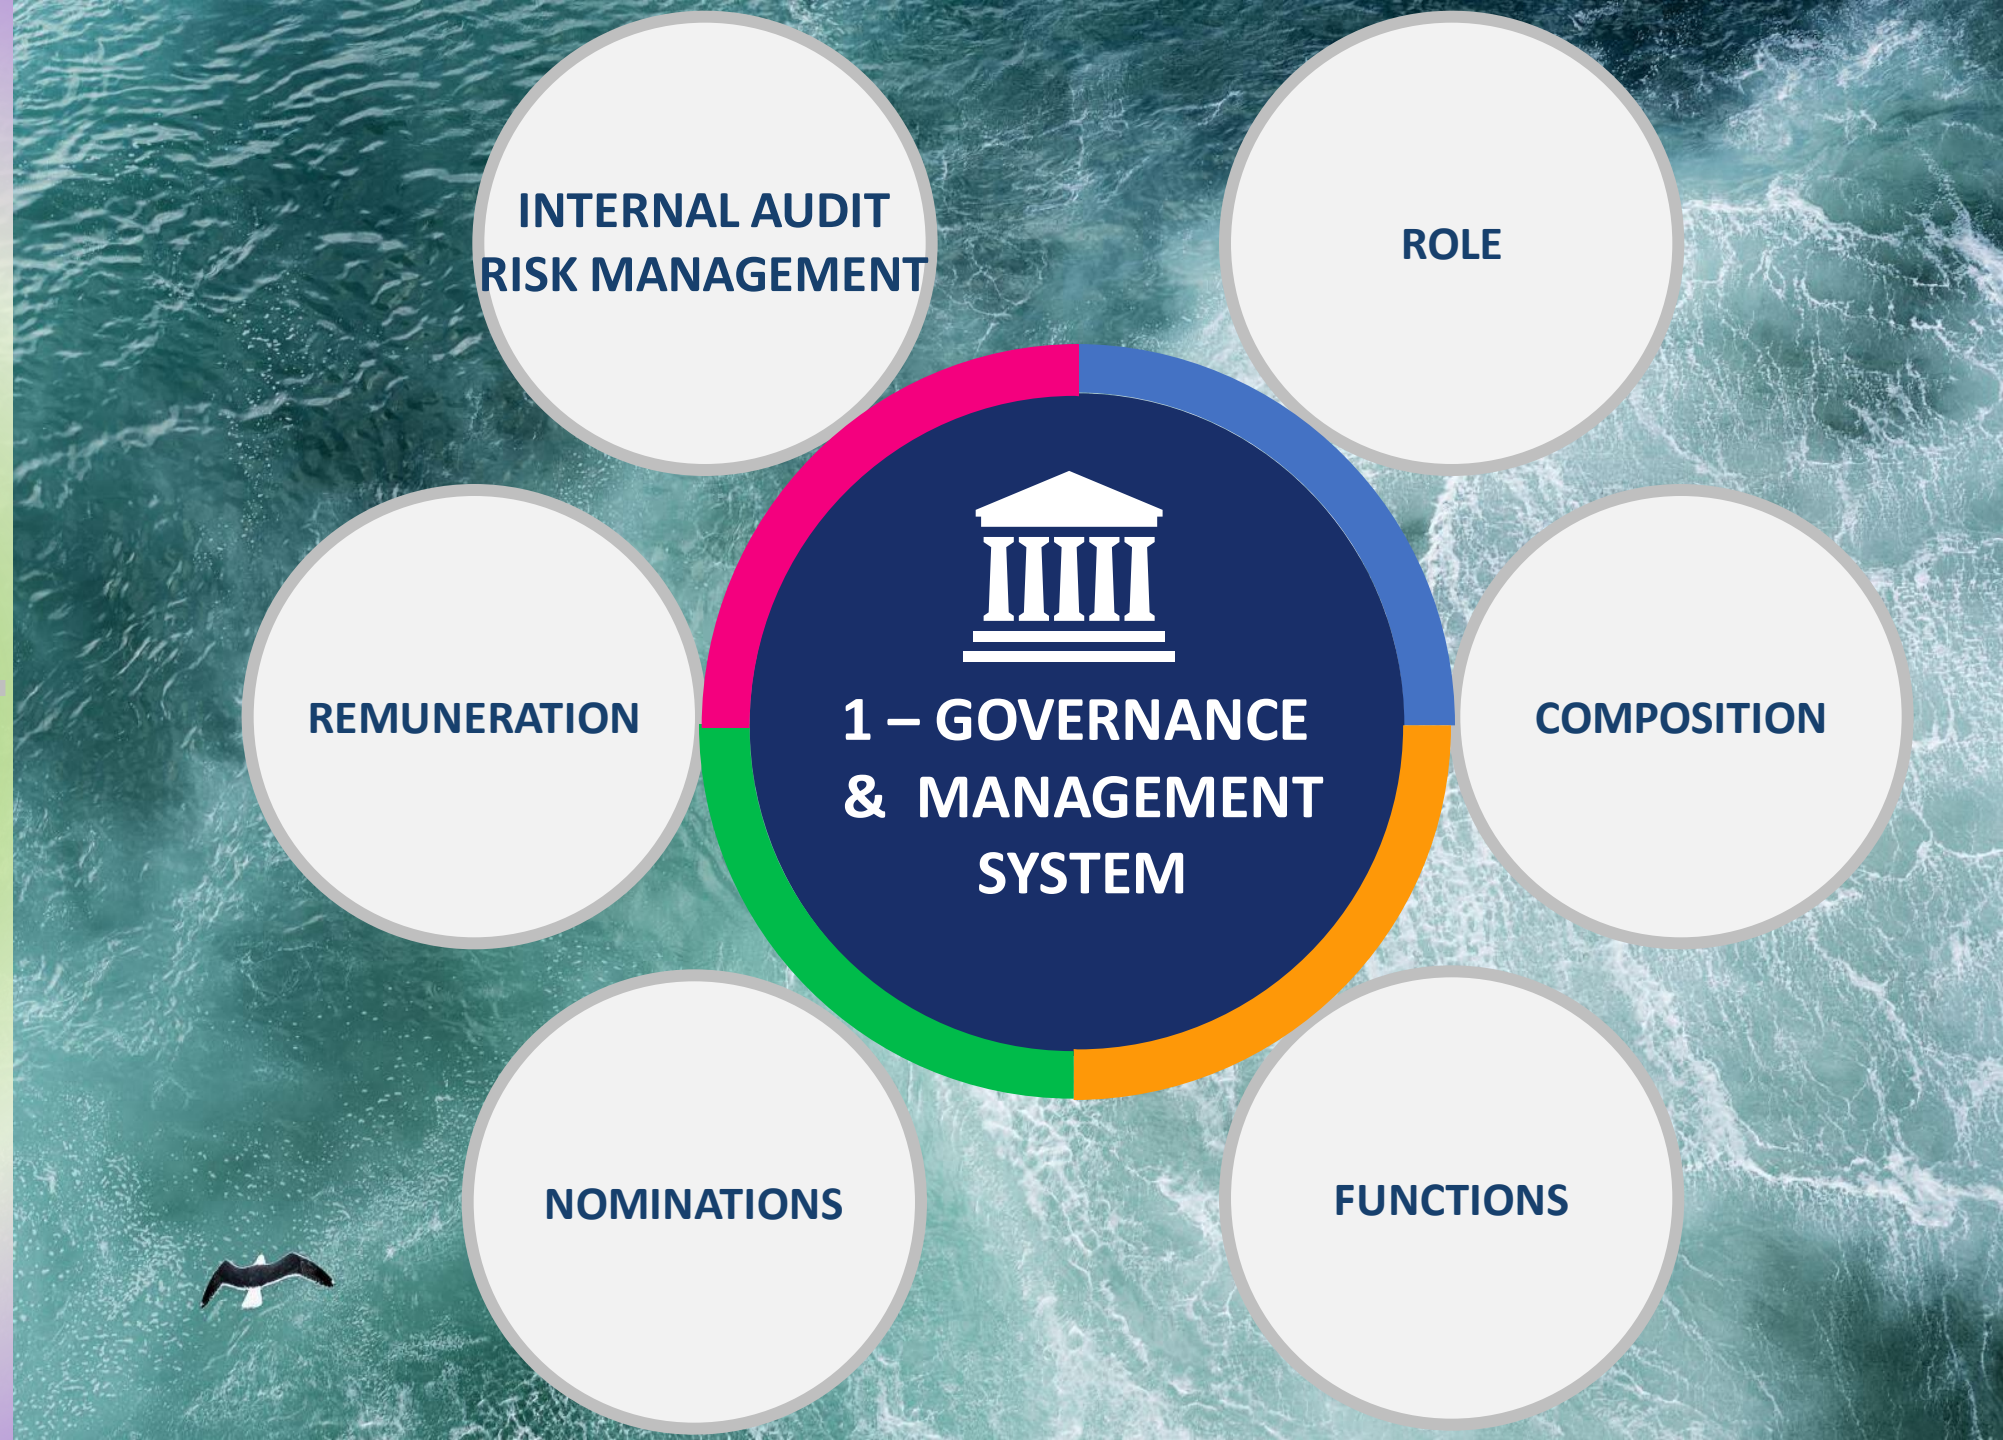 INTERNAL AUDIT
RISK MANAGEMENT
ROLE
REMUNERATION
1 – GOVERNANCE
& MANAGEMENT
SYSTEM
COMPOSITION
NOMINATIONS
FUNCTIONS